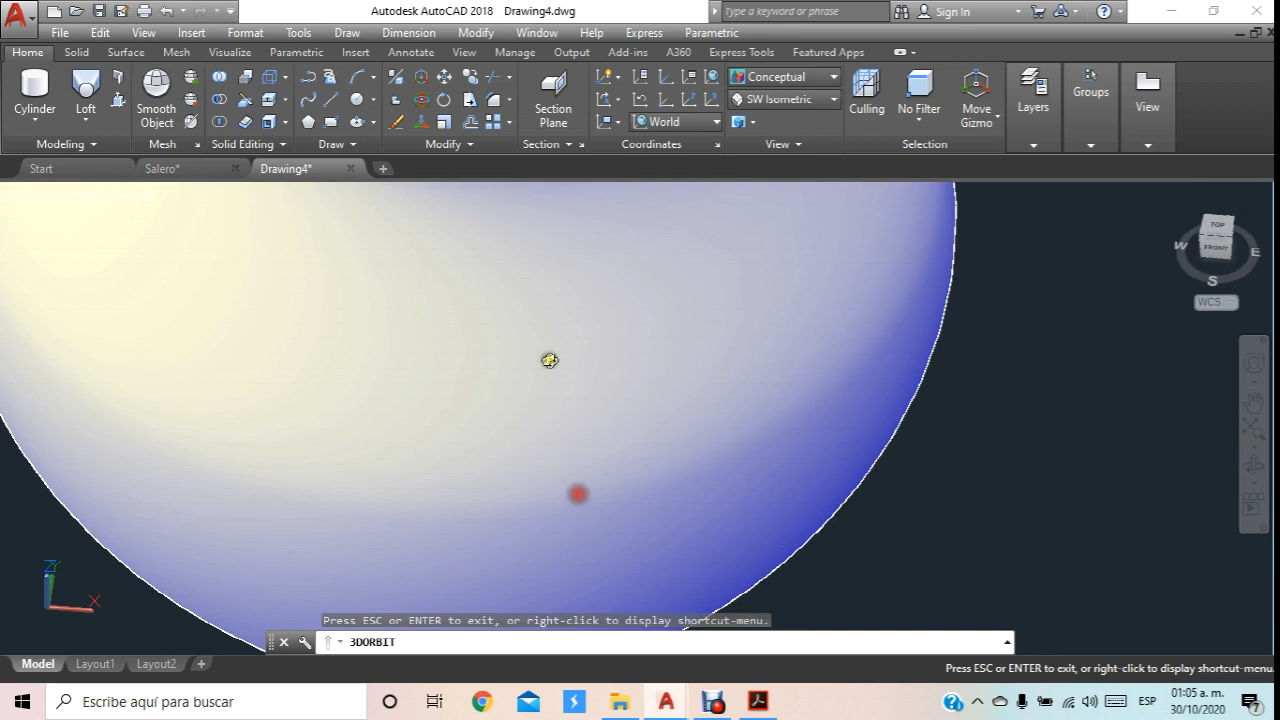 Autodesk AutoCAD 2018 Drawing4.dwg
Type a keyword or phrase
Sign In
File Edit View Insert Format Tools Draw Dimension Modify Window Help Express Parametric
Home Solid Surface Mesh Visualize Parametric Insert Annotate View Manage Output Add-ins A360 Express Tools Featured Apps
Conceptual
SW Isometric
World
Cylinder Loft Smooth Object Section Plane Culling No Filter Move Gizmo Layers Groups View
Modeling Mesh Solid Editing Draw Modify Section Coordinates View Selection
Start Salero* Drawing4*
TOP
FRONT
W
E
S
WCS
Z
X
Press ESC or ENTER to exit, or right-click to display shortcut-menu.
3DORBIT
Model Layout1 Layout2
Press ESC or ENTER to exit, or right-click to display shortcut-menu.
Escribe aquí para buscar
ESP
01:05 a. m.
30/10/2020
7